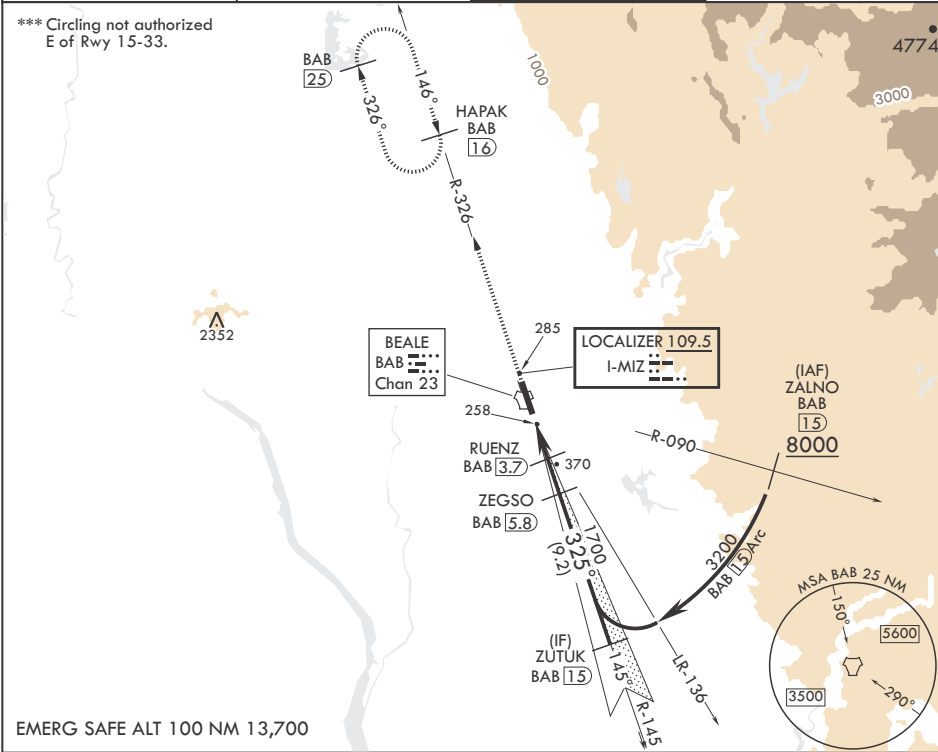 *** Circling not authorized
E of Rwy 15-33.
BAB
25
326°
146°
HAPAK
BAB
16
R-326
1000
4774
3000
2352
BEALE
BAB
Chan 23
285
LOCALIZER 109.5
I-MIZ
258
RUENZ
BAB 3.7
370
ZEGSO
BAB 5.8
R-090
(IAF)
ZALNO
BAB
15
8000
1700
325°
(9.2)
3200
BAB 15 Arc
(IF)
ZUTUK
BAB 15
145°
R-145
LR-136
MSA BAB 25 NM
150°
5600
3500
290°
EMERG SAFE ALT 100 NM 13,700